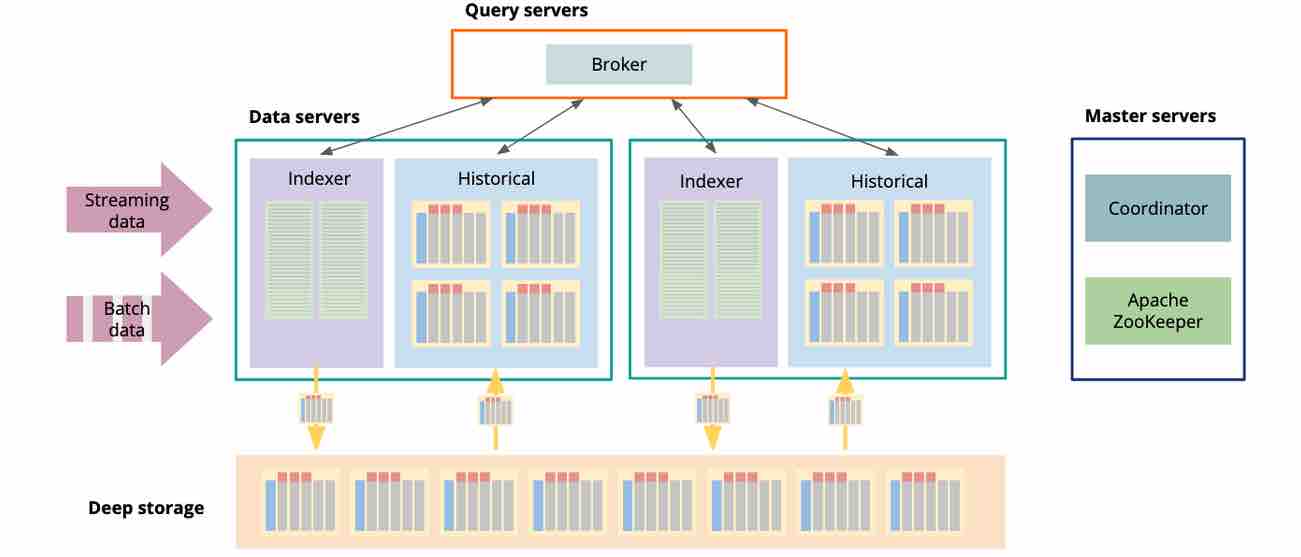 Query servers
Broker
Data servers
Master servers
Indexer
Historical
Indexer
Historical
Streaming
data
Coordinator
Batch
data
Apache
ZooKeeper
Deep storage